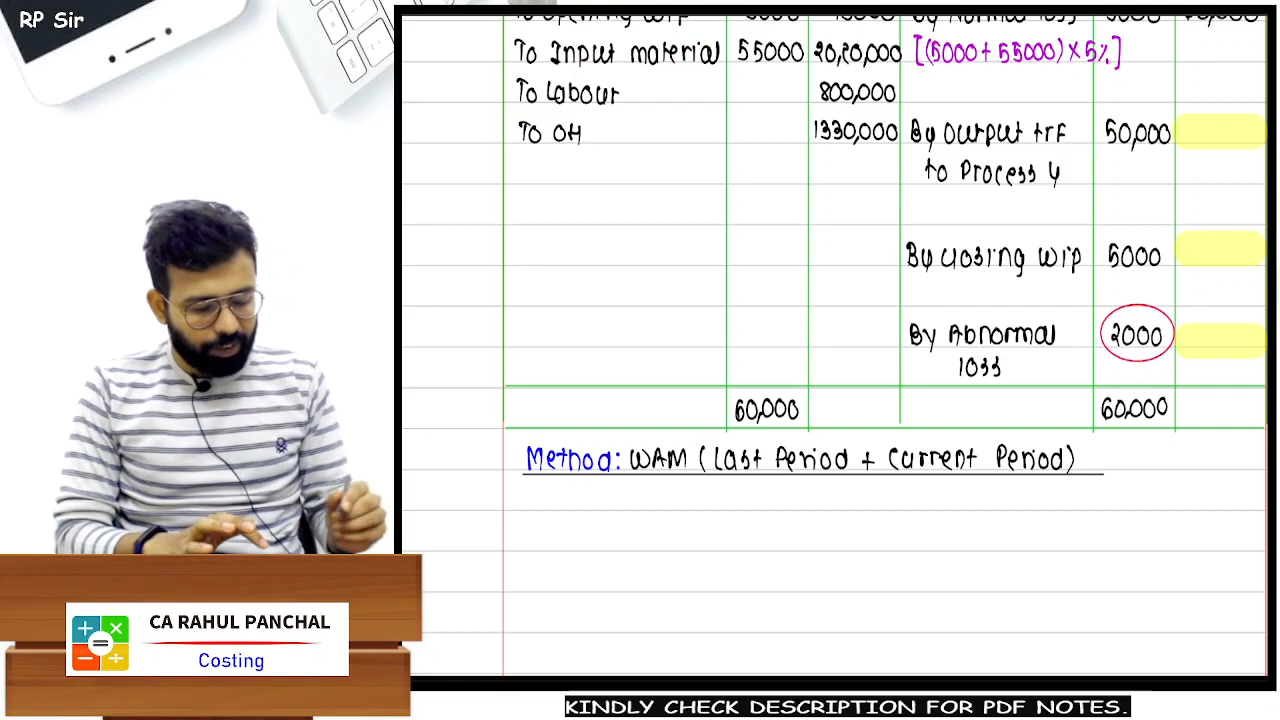 RP Sir
To Input material 55000 20,20,000 [(5000 + 55000) × 5%]
To Labour 800,000
To OH 1330,000 By Output trf 50,000
to Process 4
By closing WIP 5000
By Abnormal 2000
loss
60,000 60,000
Method: WAM (Last Period + Current Period)
CA RAHUL PANCHAL
Costing
KINDLY CHECK DESCRIPTION FOR PDF NOTES.